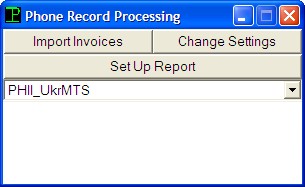 Phone Record Processing
Import Invoices Change Settings
Set Up Report
PHII_UkrMTS